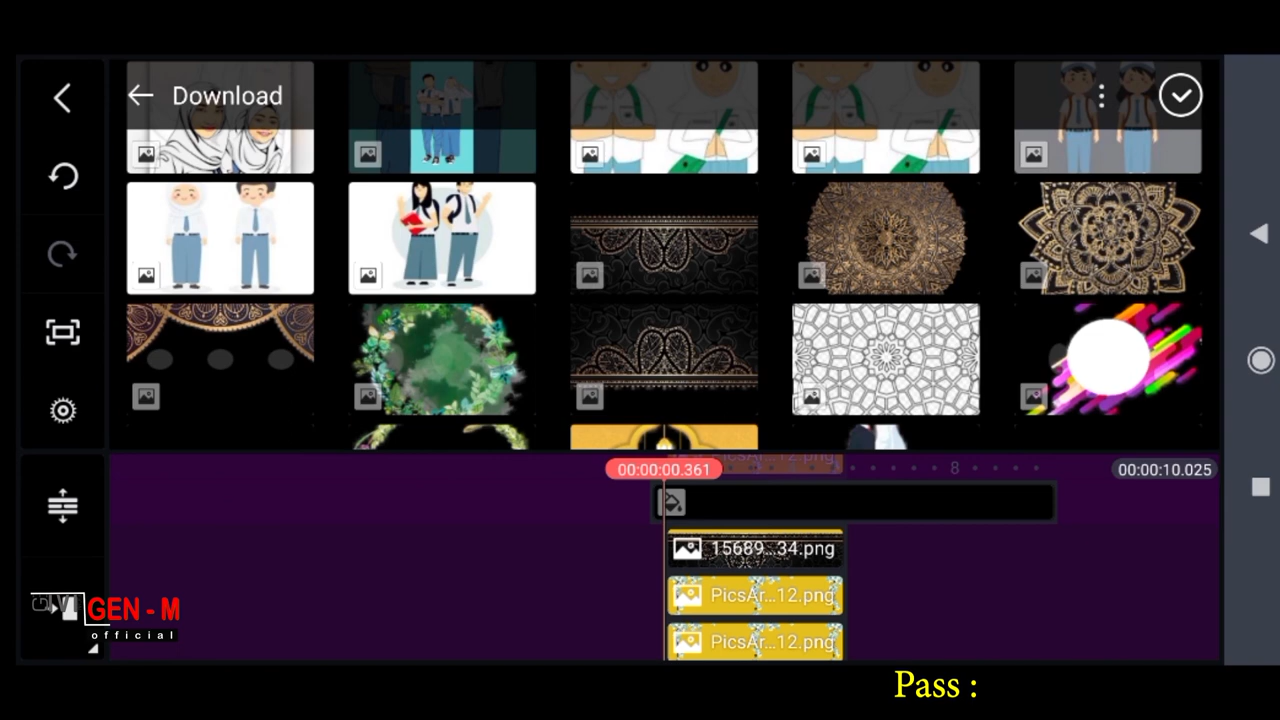 Download
00:00:00.361
8
00:00:10.025
15689...34.png
PicsAr...12.png
PicsAr...12.png
GEN - M
official
Pass :